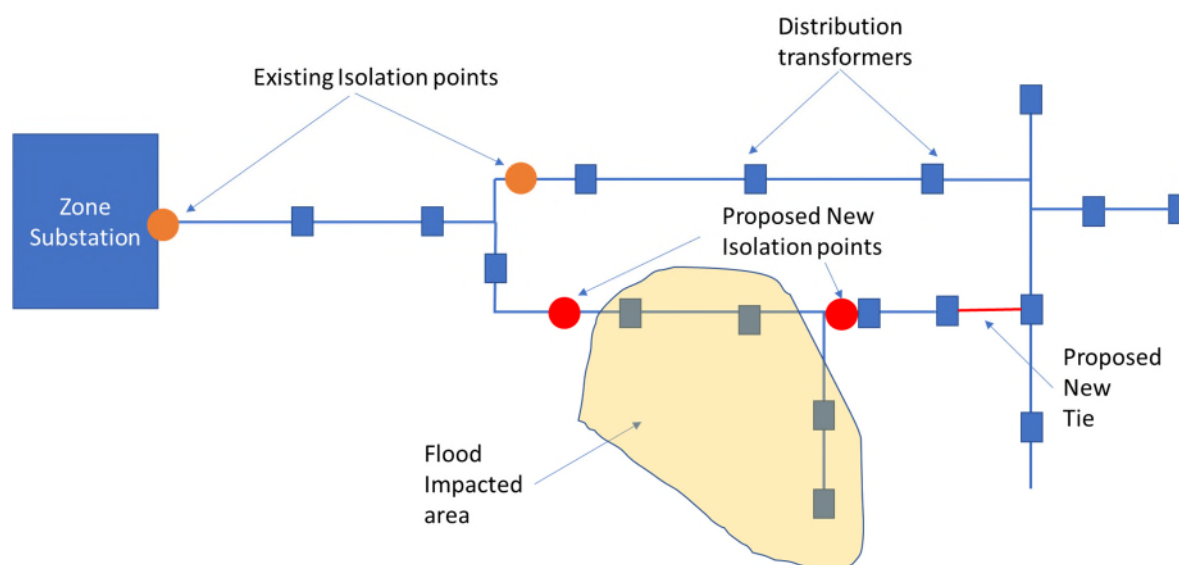 Existing Isolation points
Distribution
transformers
Zone
Substation
Proposed New
Isolation points
Proposed
New
Tie
Flood
Impacted
area